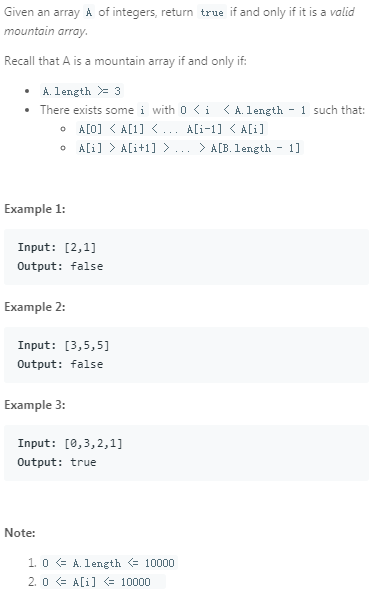 Given an array A of integers, return true if and only if it is a valid
mountain array.
Recall that A is a mountain array if and only if:
• A.length >= 3
• There exists some i with 0 < i < A.length - 1 such that:
○ A[0] < A[1] < ... A[i-1] < A[i]
○ A[i] > A[i+1] > ... > A[B.length - 1]
Example 1:
Input: [2,1]
Output: false
Example 2:
Input: [3,5,5]
Output: false
Example 3:
Input: [0,3,2,1]
Output: true
Note:
1. 0 <= A.length <= 10000
2. 0 <= A[i] <= 10000